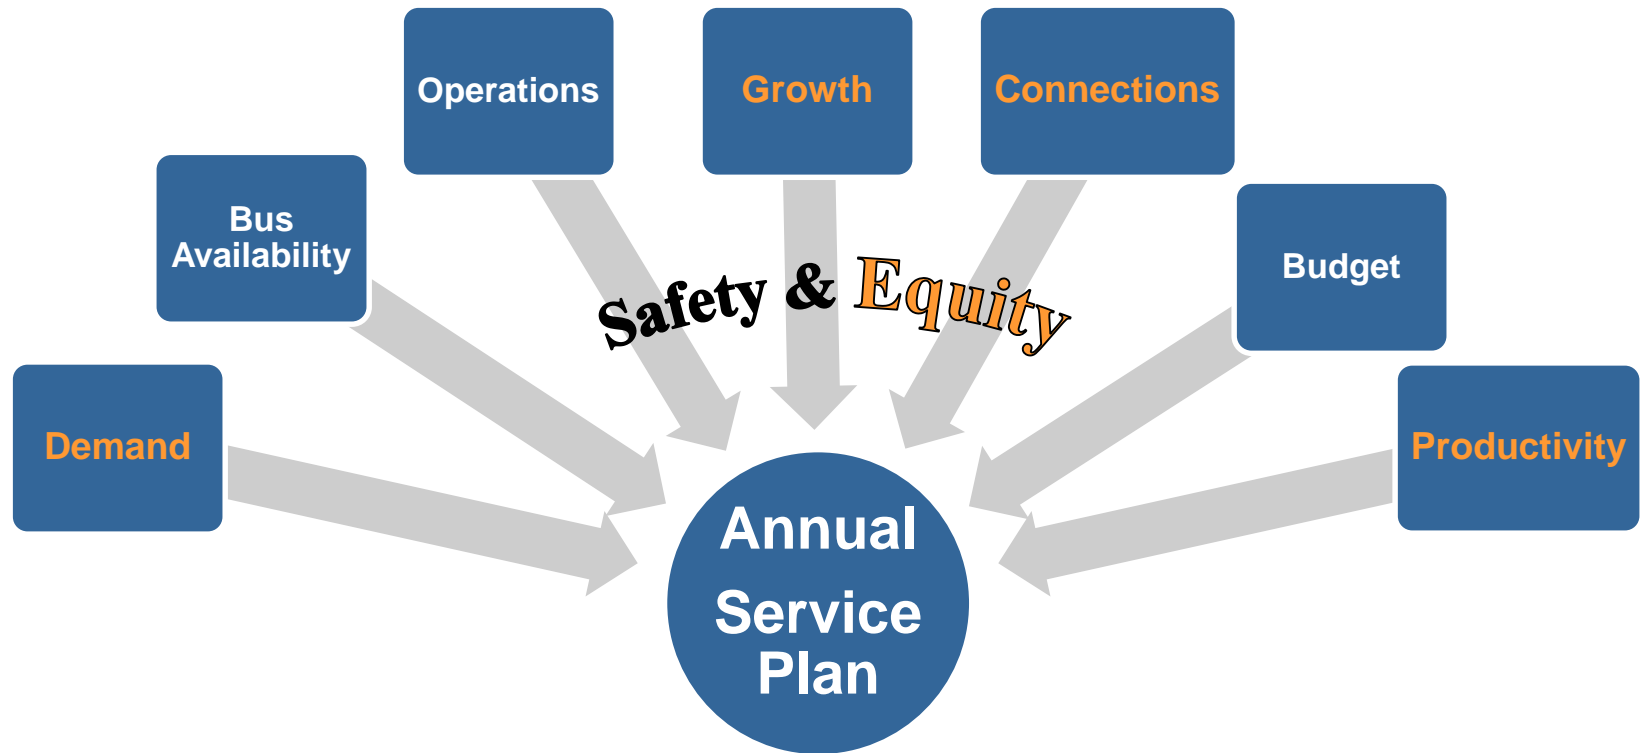 Operations
Growth
Connections
Bus
Availability
Budget
Safety & Equity
Demand
Productivity
Annual
Service
Plan